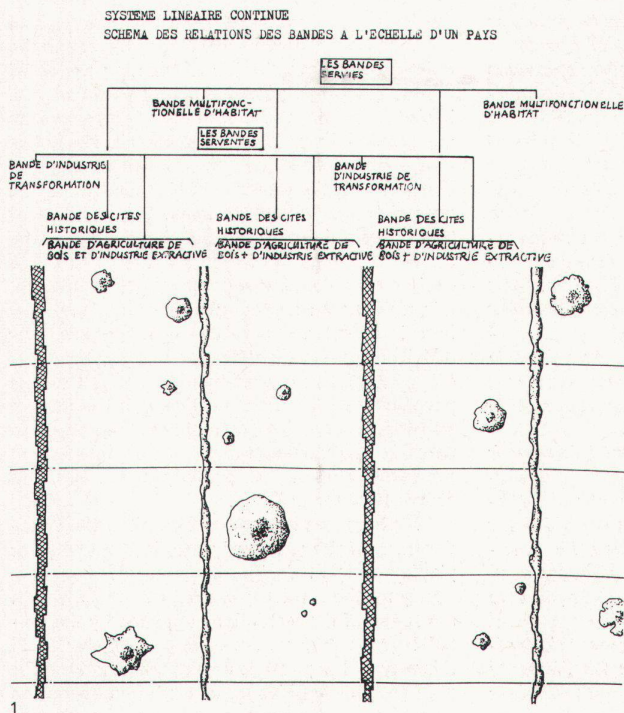 SYSTEME LINEAIRE CONTINUE
SCHEMA DES RELATIONS DES BANDES A L'ECHELLE D'UN PAYS
LES BANDES
SERVIES
BANDE MULTIFONC-
TIONELLE D'HABITAT
BANDE MULTIFONCTIONELLE
D'HABITAT
LES BANDES
SERVENTES
BANDE D'INDUSTRIE
DE
TRANSFORMATION
BANDE
D'INDUSTRIE DE
TRANSFORMATION
BANDE DES CITES
HISTORIQUES
BANDE D'AGRICULTURE DE
BOIS ET D'INDUSTRIE EXTRACTIVE
BANDE DES CITES
HISTORIQUES
BANDE D'AGRICULTURE DE
BOIS + D'INDUSTRIE EXTRACTIVE
BANDE DES CITES
HISTORIQUES
BANDE D'AGRICULTURE DE
BOIS + D'INDUSTRIE EXTRACTIVE
1